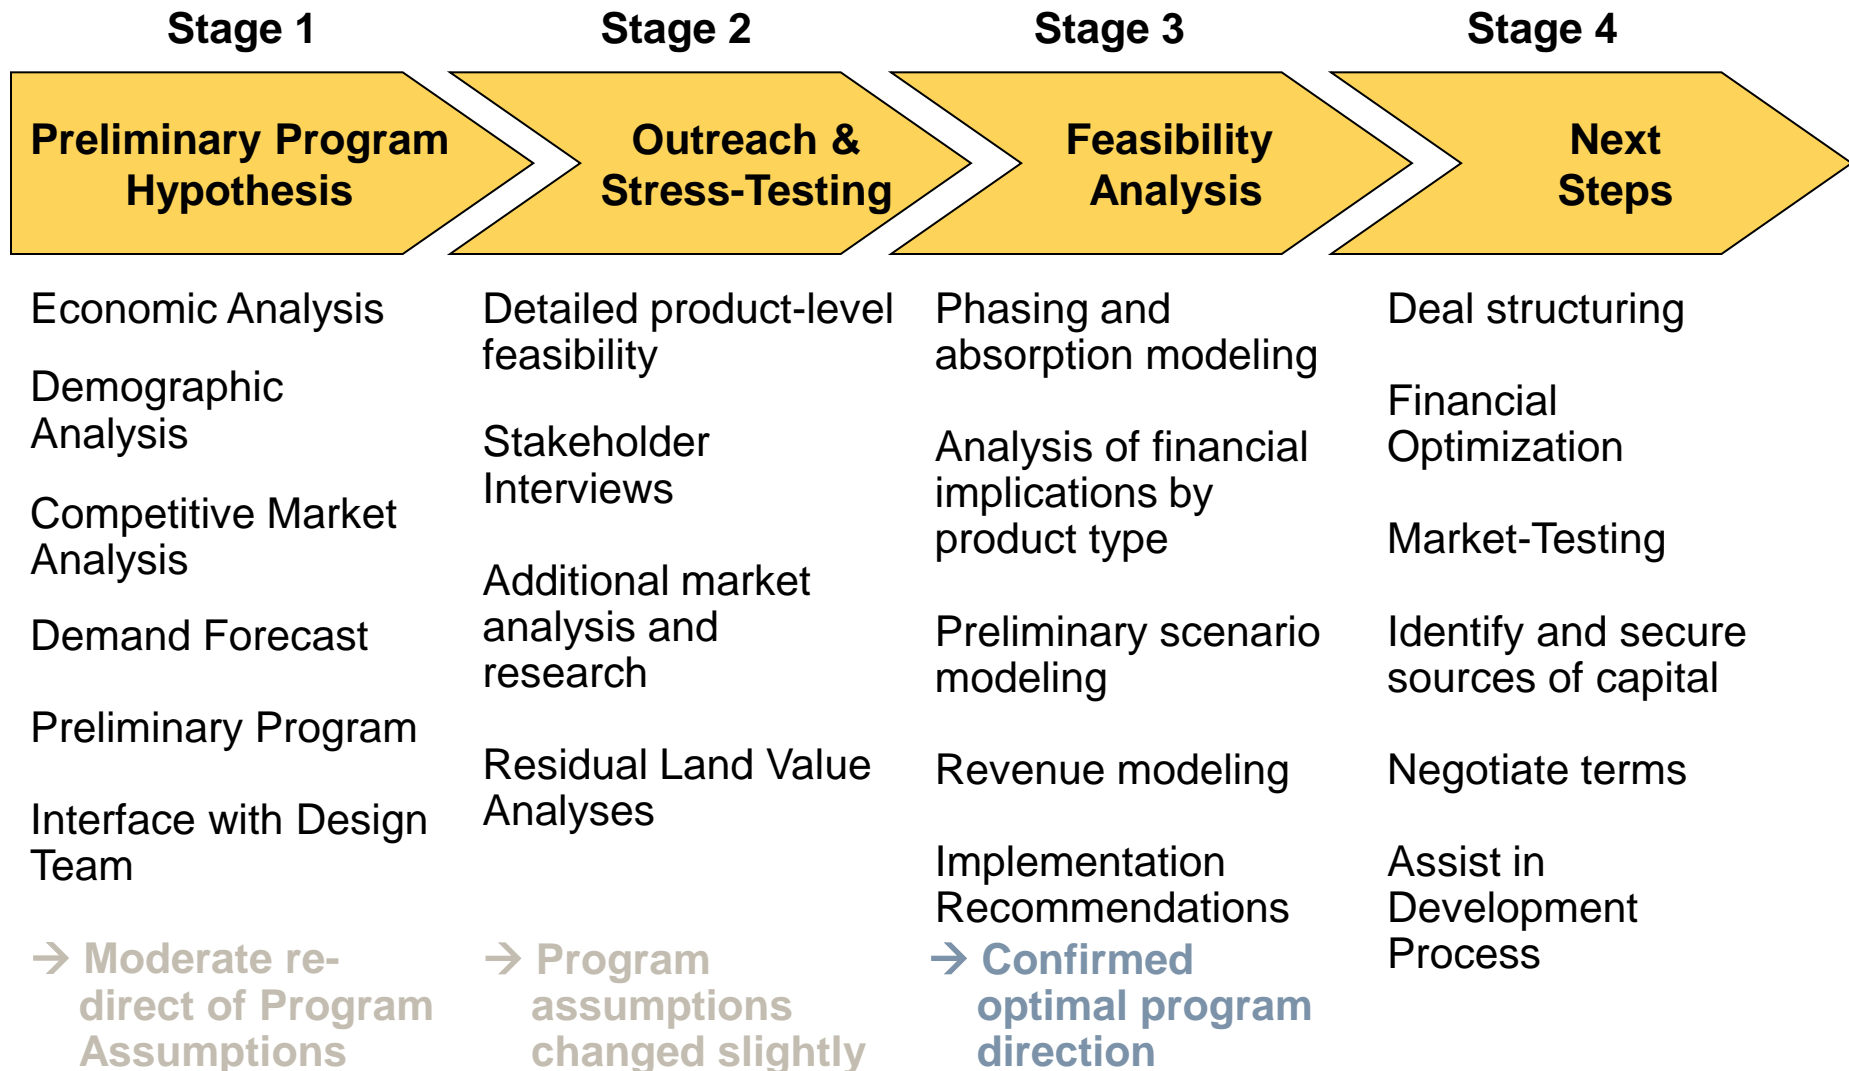 Stage 1
Stage 2
Stage 3
Stage 4
Preliminary Program
Hypothesis
Outreach &
Stress-Testing
Feasibility
Analysis
Next
Steps
Economic Analysis
Demographic
Analysis
Competitive Market
Analysis
Demand Forecast
Preliminary Program
Interface with Design
Team
→ Moderate re-
direct of Program
Assumptions
Detailed product-level
feasibility
Stakeholder
Interviews
Additional market
analysis and
research
Residual Land Value
Analyses
→ Program
assumptions
changed slightly
Phasing and
absorption modeling
Analysis of financial
implications by
product type
Preliminary scenario
modeling
Revenue modeling
Implementation
Recommendations
→ Confirmed
optimal program
direction
Deal structuring
Financial
Optimization
Market-Testing
Identify and secure
sources of capital
Negotiate terms
Assist in
Development
Process